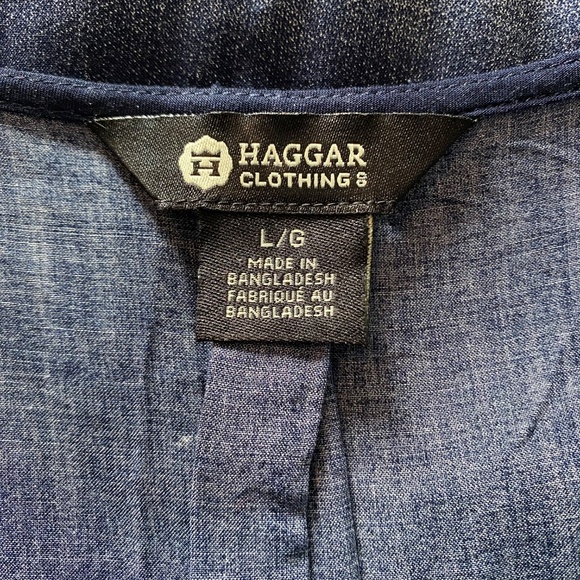 H HAGGAR
CLOTHING CO
L/G
MADE IN
BANGLADESH
FABRIQUÉ AU
BANGLADESH